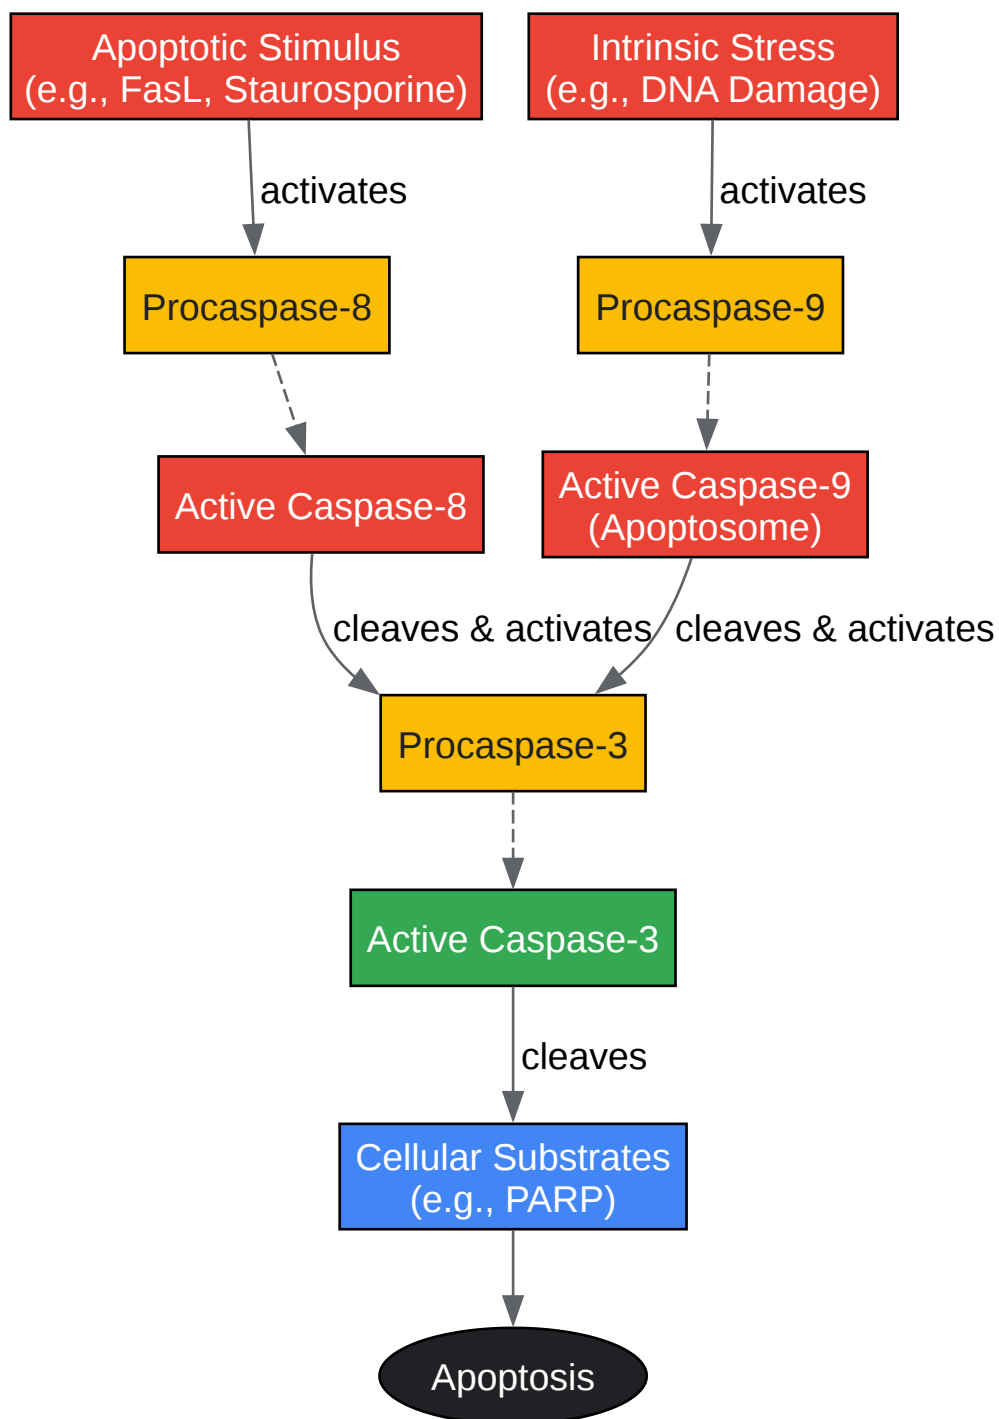 Apoptotic Stimulus
(e.g., FasL, Staurosporine)
Intrinsic Stress
(e.g., DNA Damage)
activates
activates
Procaspase-8
Procaspase-9
Active Caspase-8
Active Caspase-9
(Apoptosome)
cleaves & activates
cleaves & activates
Procaspase-3
Active Caspase-3
cleaves
Cellular Substrates
(e.g., PARP)
Apoptosis